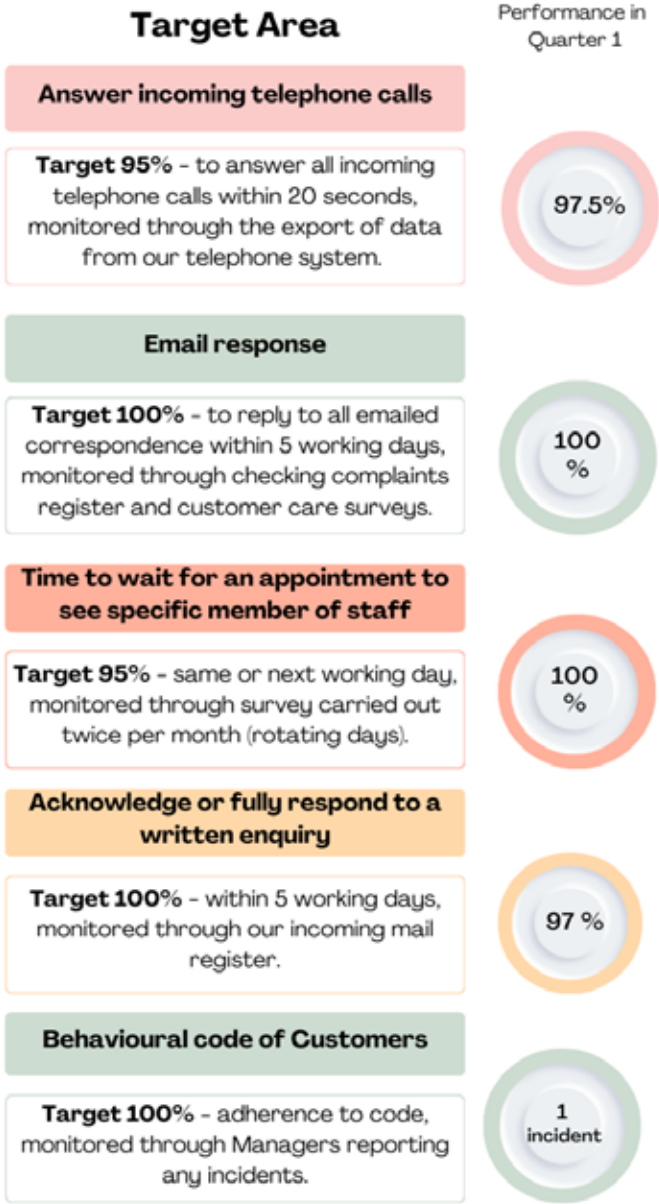 Target Area
Performance in
Quarter 1
Answer incoming telephone calls
Target 95% - to answer all incoming
telephone calls within 20 seconds,
monitored through the export of data
from our telephone system.
97.5%
Email response
Target 100% - to reply to all emailed
correspondence within 5 working days,
monitored through checking complaints
register and customer care surveys.
100
%
Time to wait for an appointment to
see specific member of staff
Target 95% - same or next working day,
monitored through survey carried out
twice per month (rotating days).
100
%
Acknowledge or fully respond to a
written enquiry
Target 100% - within 5 working days,
monitored through our incoming mail
register.
97 %
Behavioural code of Customers
Target 100% - adherence to code,
monitored through Managers reporting
any incidents.
1
incident